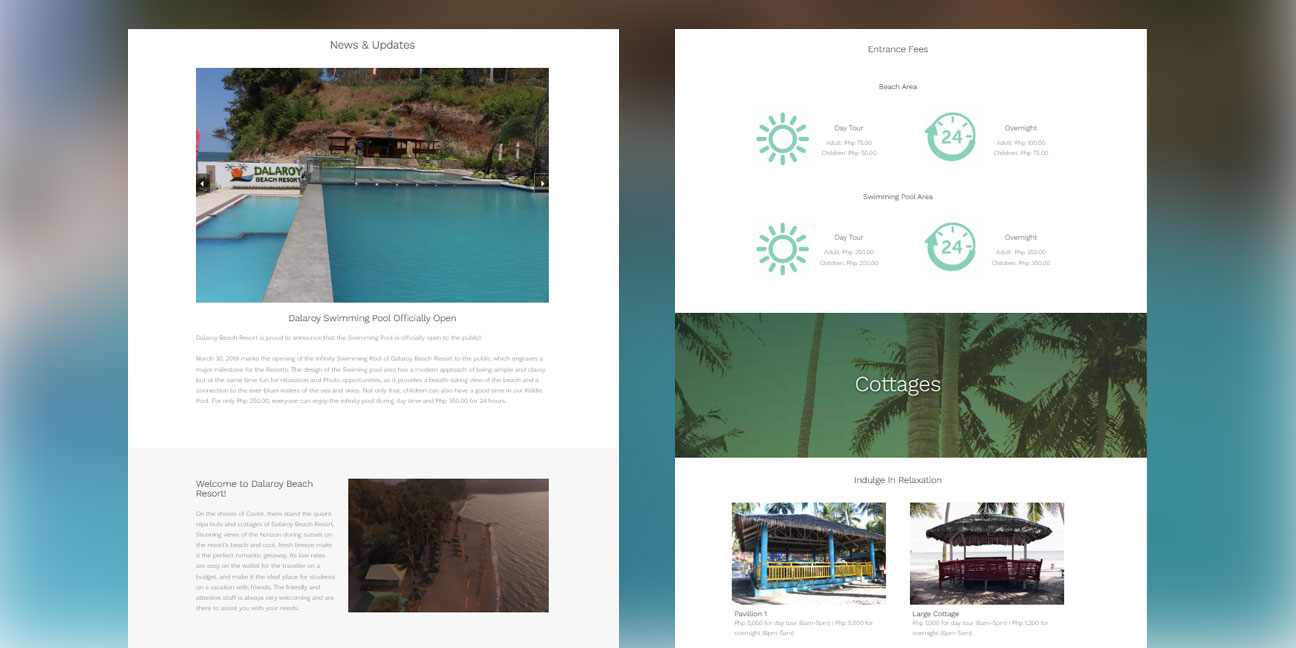 News & Updates
DALAROY
BEACH RESORT
Dalaroy Swimming Pool Officially Open
Dalaroy Beach Resort is proud to announce that the Swimming Pool is officially open to the public!
March 30, 2019 marks the opening of the Infinity Swimming Pool of Dalaroy Beach Resort to the public which engraves a
major milestone for the Resorts. The design of the Swiming pool area has a modern approach of being simple and classy
but at the same time fun for relaxation and Photo opportunities, as it provides a breath-taking view of the beach and a
connection to the ever-bluer waters of the sea and skies. Not only that, children can also have a good time in our Kiddie
Pool. For only Php 250.00, everyone can enjoy the infinity pool during day time and Php 350.00 for 24 hours.
Welcome to Dalaroy Beach
Resort!
On the shores of Cavite, there stand the quaint
nipa huts and cottages of Dalaroy Beach Resort.
Stunning views of the horizon during sunset on
the resort's beach and cool, fresh breeze make
it the perfect romantic getaway. Its low rates
are easy on the wallet for the traveller on a
budget, and make it the ideal place for students
on a vacation with friends. The friendly and
attentive staff is always very welcoming and are
there to assist you with your needs.
Entrance Fees
Beach Area
Day Tour
Adult: Php 75.00
Children: Php 50.00
24
Overnight
Adult: Php 100.00
Children: Php 75.00
Swimming Pool Area
Day Tour
Adult: Php 250.00
Children: Php 250.00
24
Overnight
Adult: Php 350.00
Children: Php 350.00
Cottages
Indulge In Relaxation
Pavillion 1
Php 5,000 for day tour (6am-5pm) | Php 5,500 for
overnight (6pm-5am)
Large Cottage
Php 1,000 for day tour (6am-5pm) | Php 1,200 for
overnight (6pm-5am)